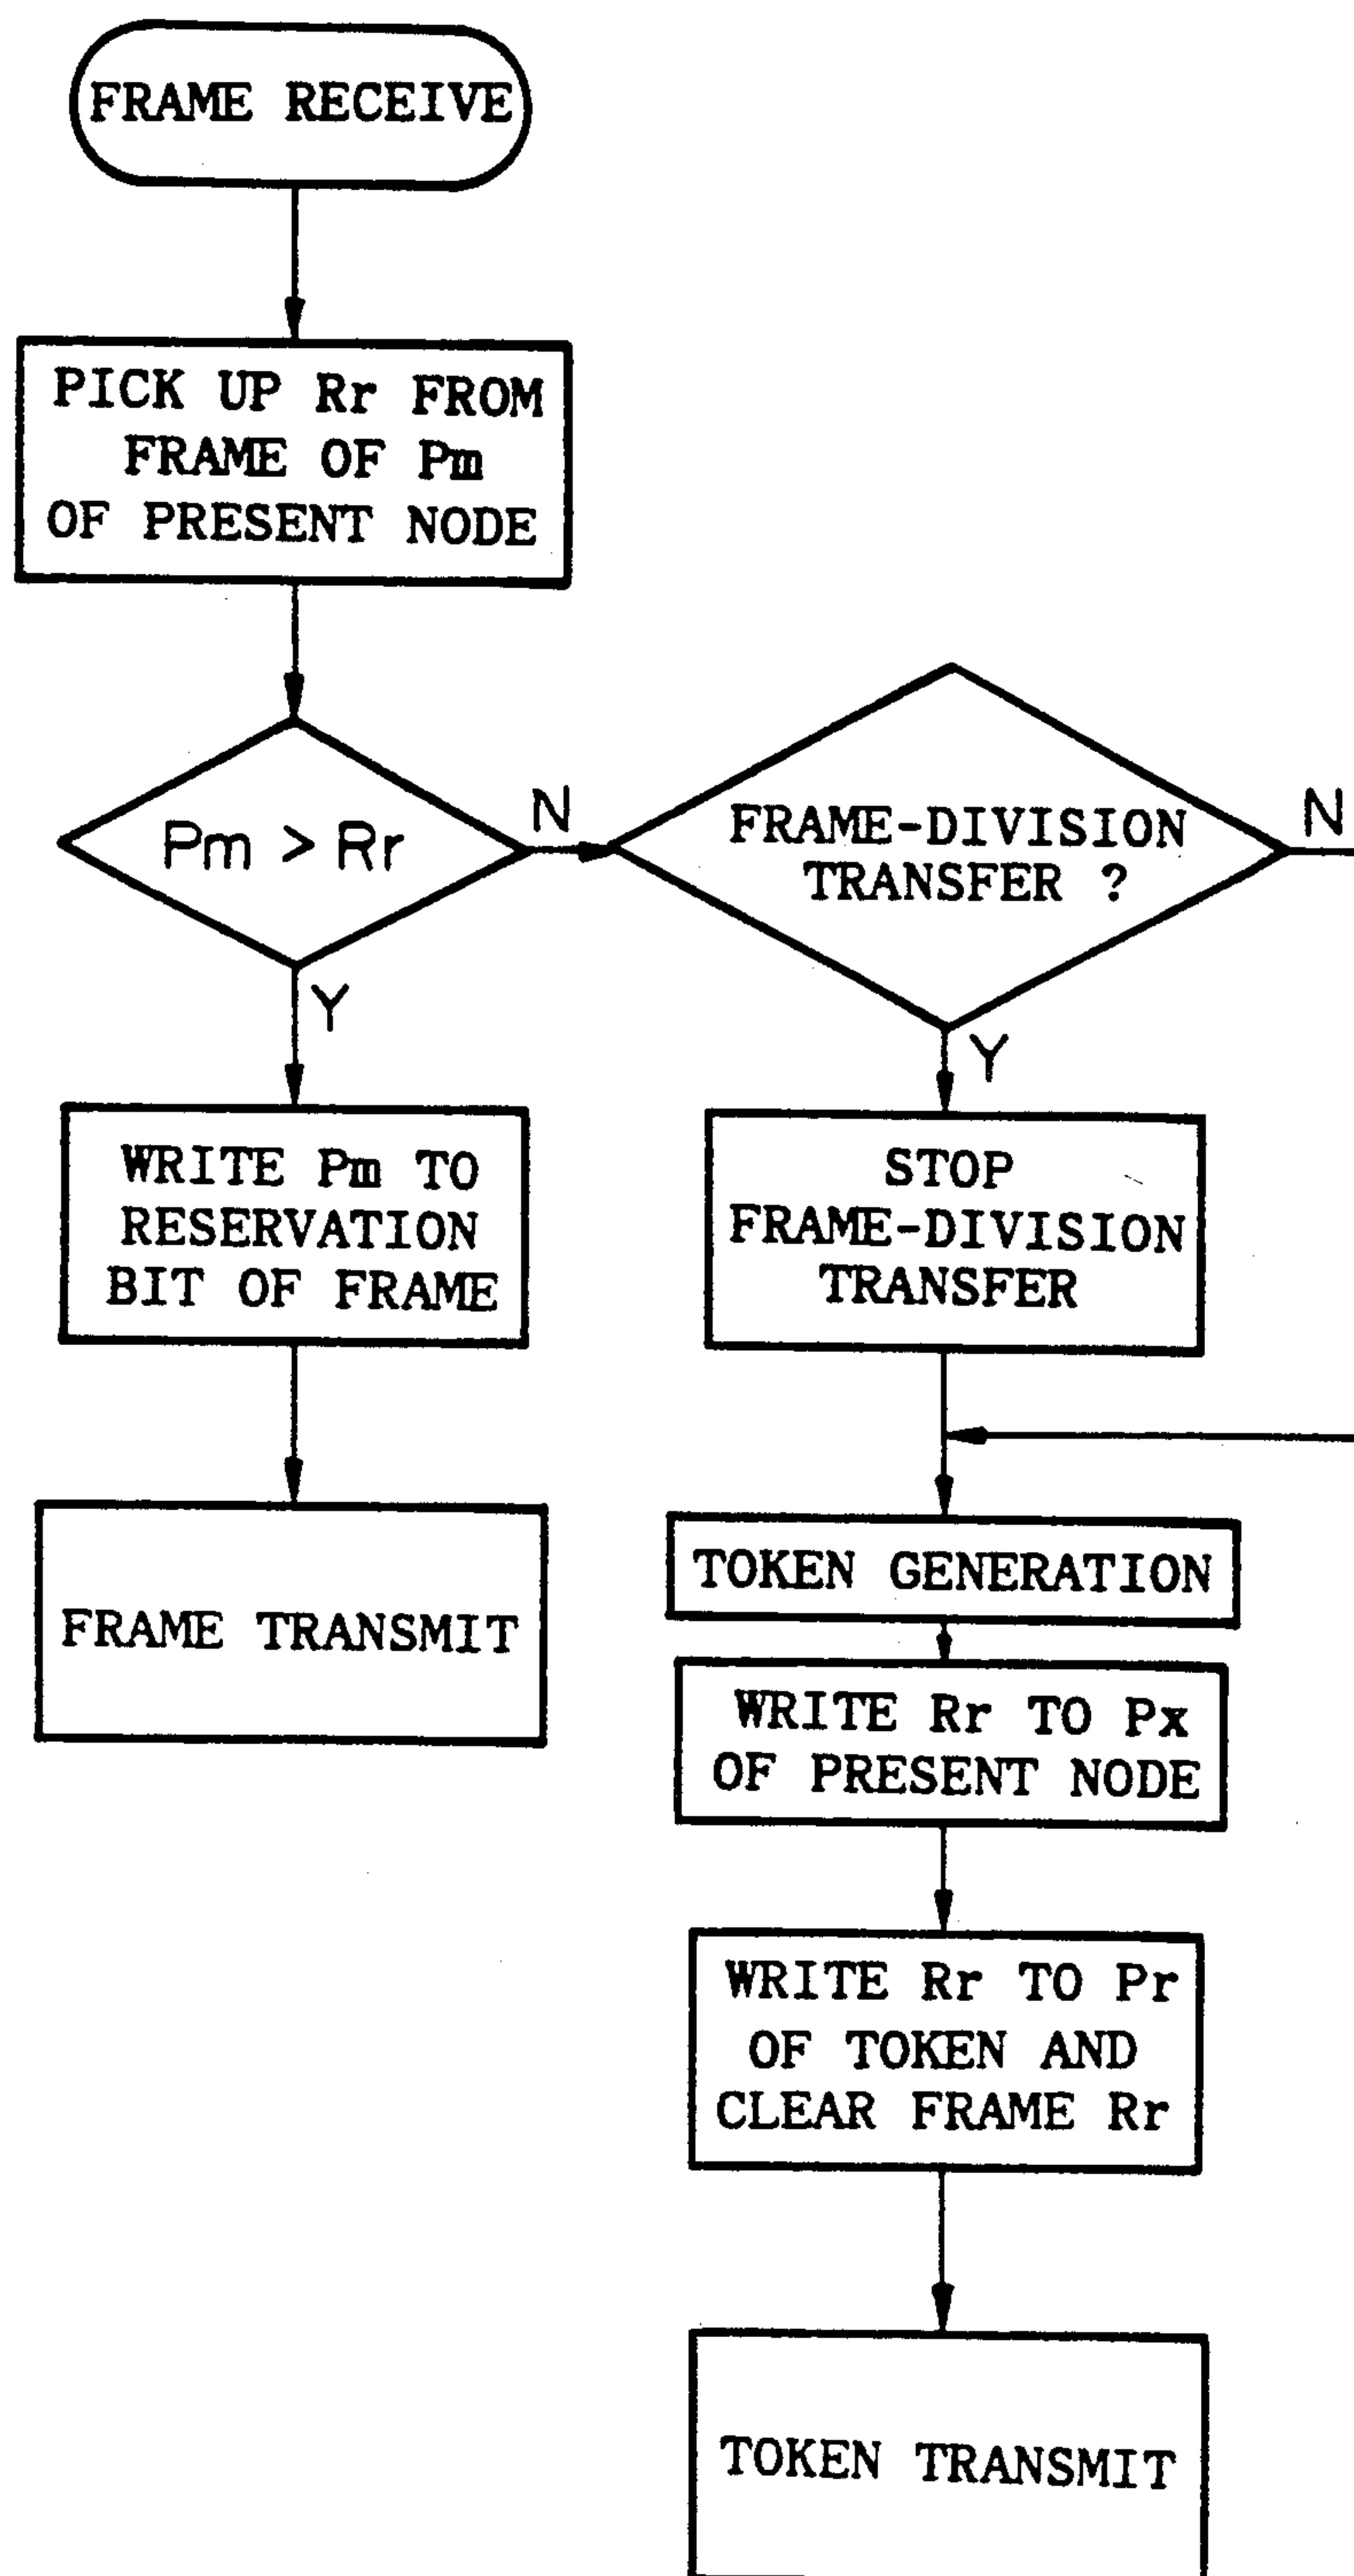 FRAME RECEIVE
PICK UP Rr FROM
FRAME OF Pm
OF PRESENT NODE
Pm > Rr
N
Y
WRITE Pm TO
RESERVATION
BIT OF FRAME
FRAME TRANSMIT
FRAME-DIVISION
TRANSFER ?
N
Y
STOP
FRAME-DIVISION
TRANSFER
TOKEN GENERATION
WRITE Rr TO Px
OF PRESENT NODE
WRITE Rr TO Pr
OF TOKEN AND
CLEAR FRAME Rr
TOKEN TRANSMIT